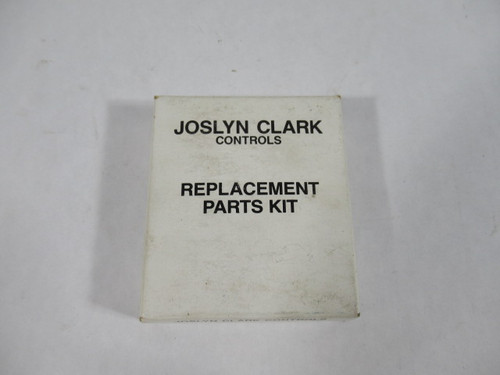 JOSLYN CLARK
CONTROLS
REPLACEMENT
PARTS KIT